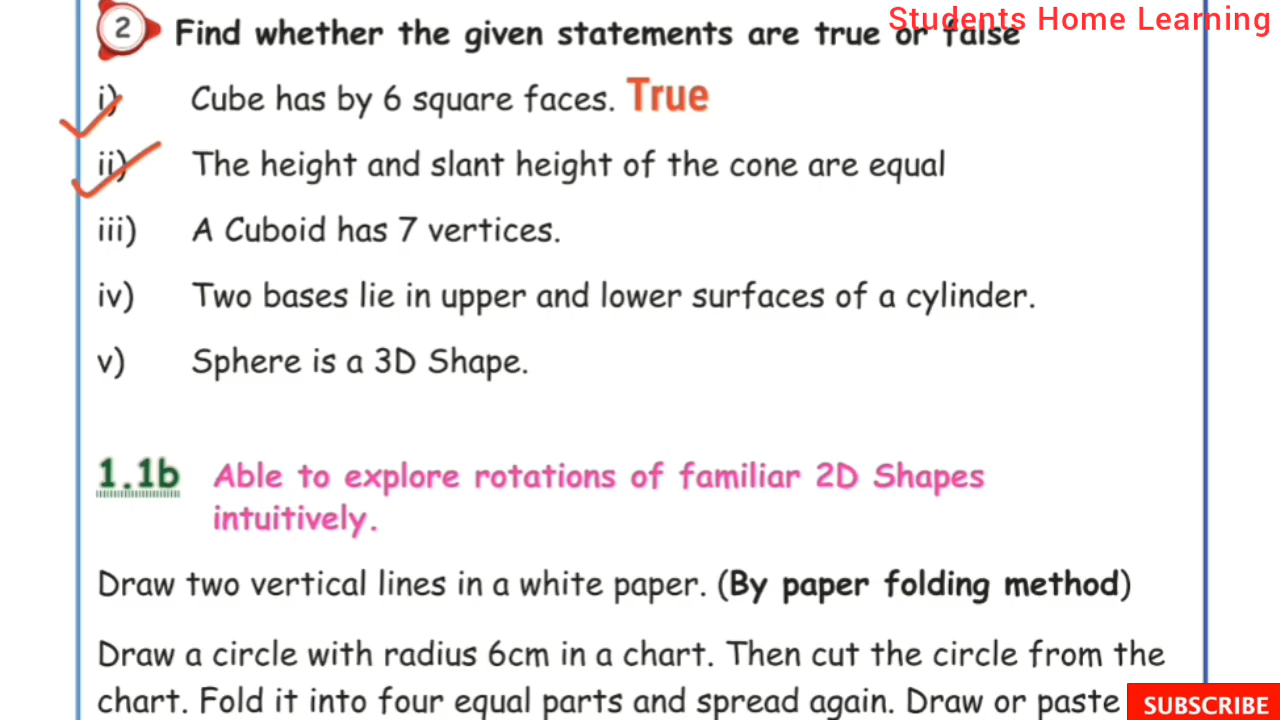 Students Home Learning
2 Find whether the given statements are true or false
i) Cube has by 6 square faces. True
ii) The height and slant height of the cone are equal
iii) A Cuboid has 7 vertices.
iv) Two bases lie in upper and lower surfaces of a cylinder.
v) Sphere is a 3D Shape.
1.1b Able to explore rotations of familiar 2D Shapes
intuitively.
Draw two vertical lines in a white paper. (By paper folding method)
Draw a circle with radius 6cm in a chart. Then cut the circle from the
chart. Fold it into four equal parts and spread again. Draw or paste
SUBSCRIBE